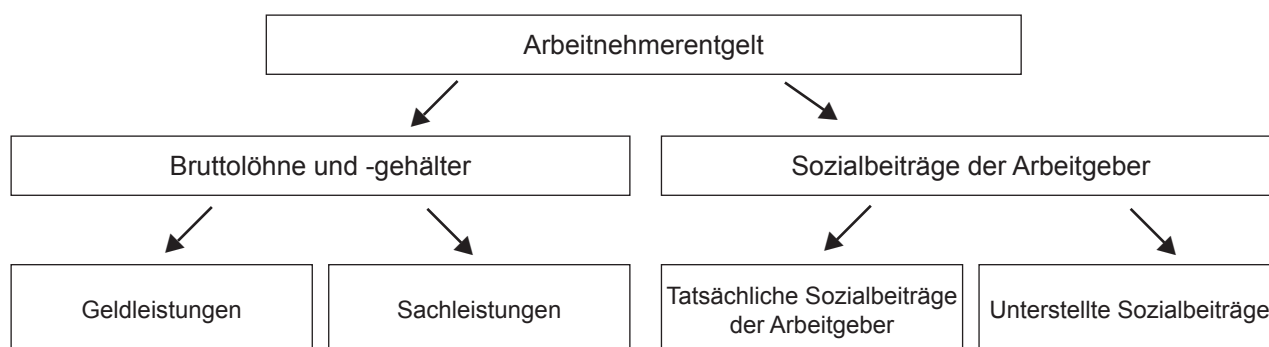 Arbeitnehmerentgelt
Bruttolöhne und -gehälter
Sozialbeiträge der Arbeitgeber
Geldleistungen
Sachleistungen
Tatsächliche Sozialbeiträge
der Arbeitgeber
Unterstellte Sozialbeiträge